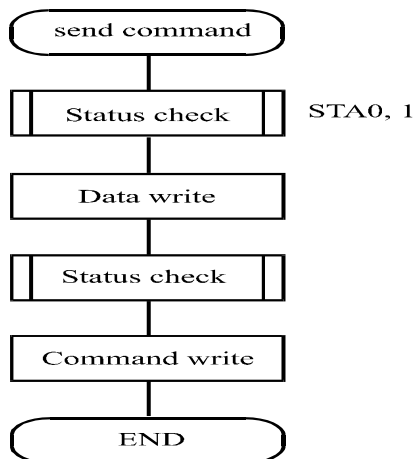 send command
Status check
STA0, 1
Data write
Status check
Command write
END